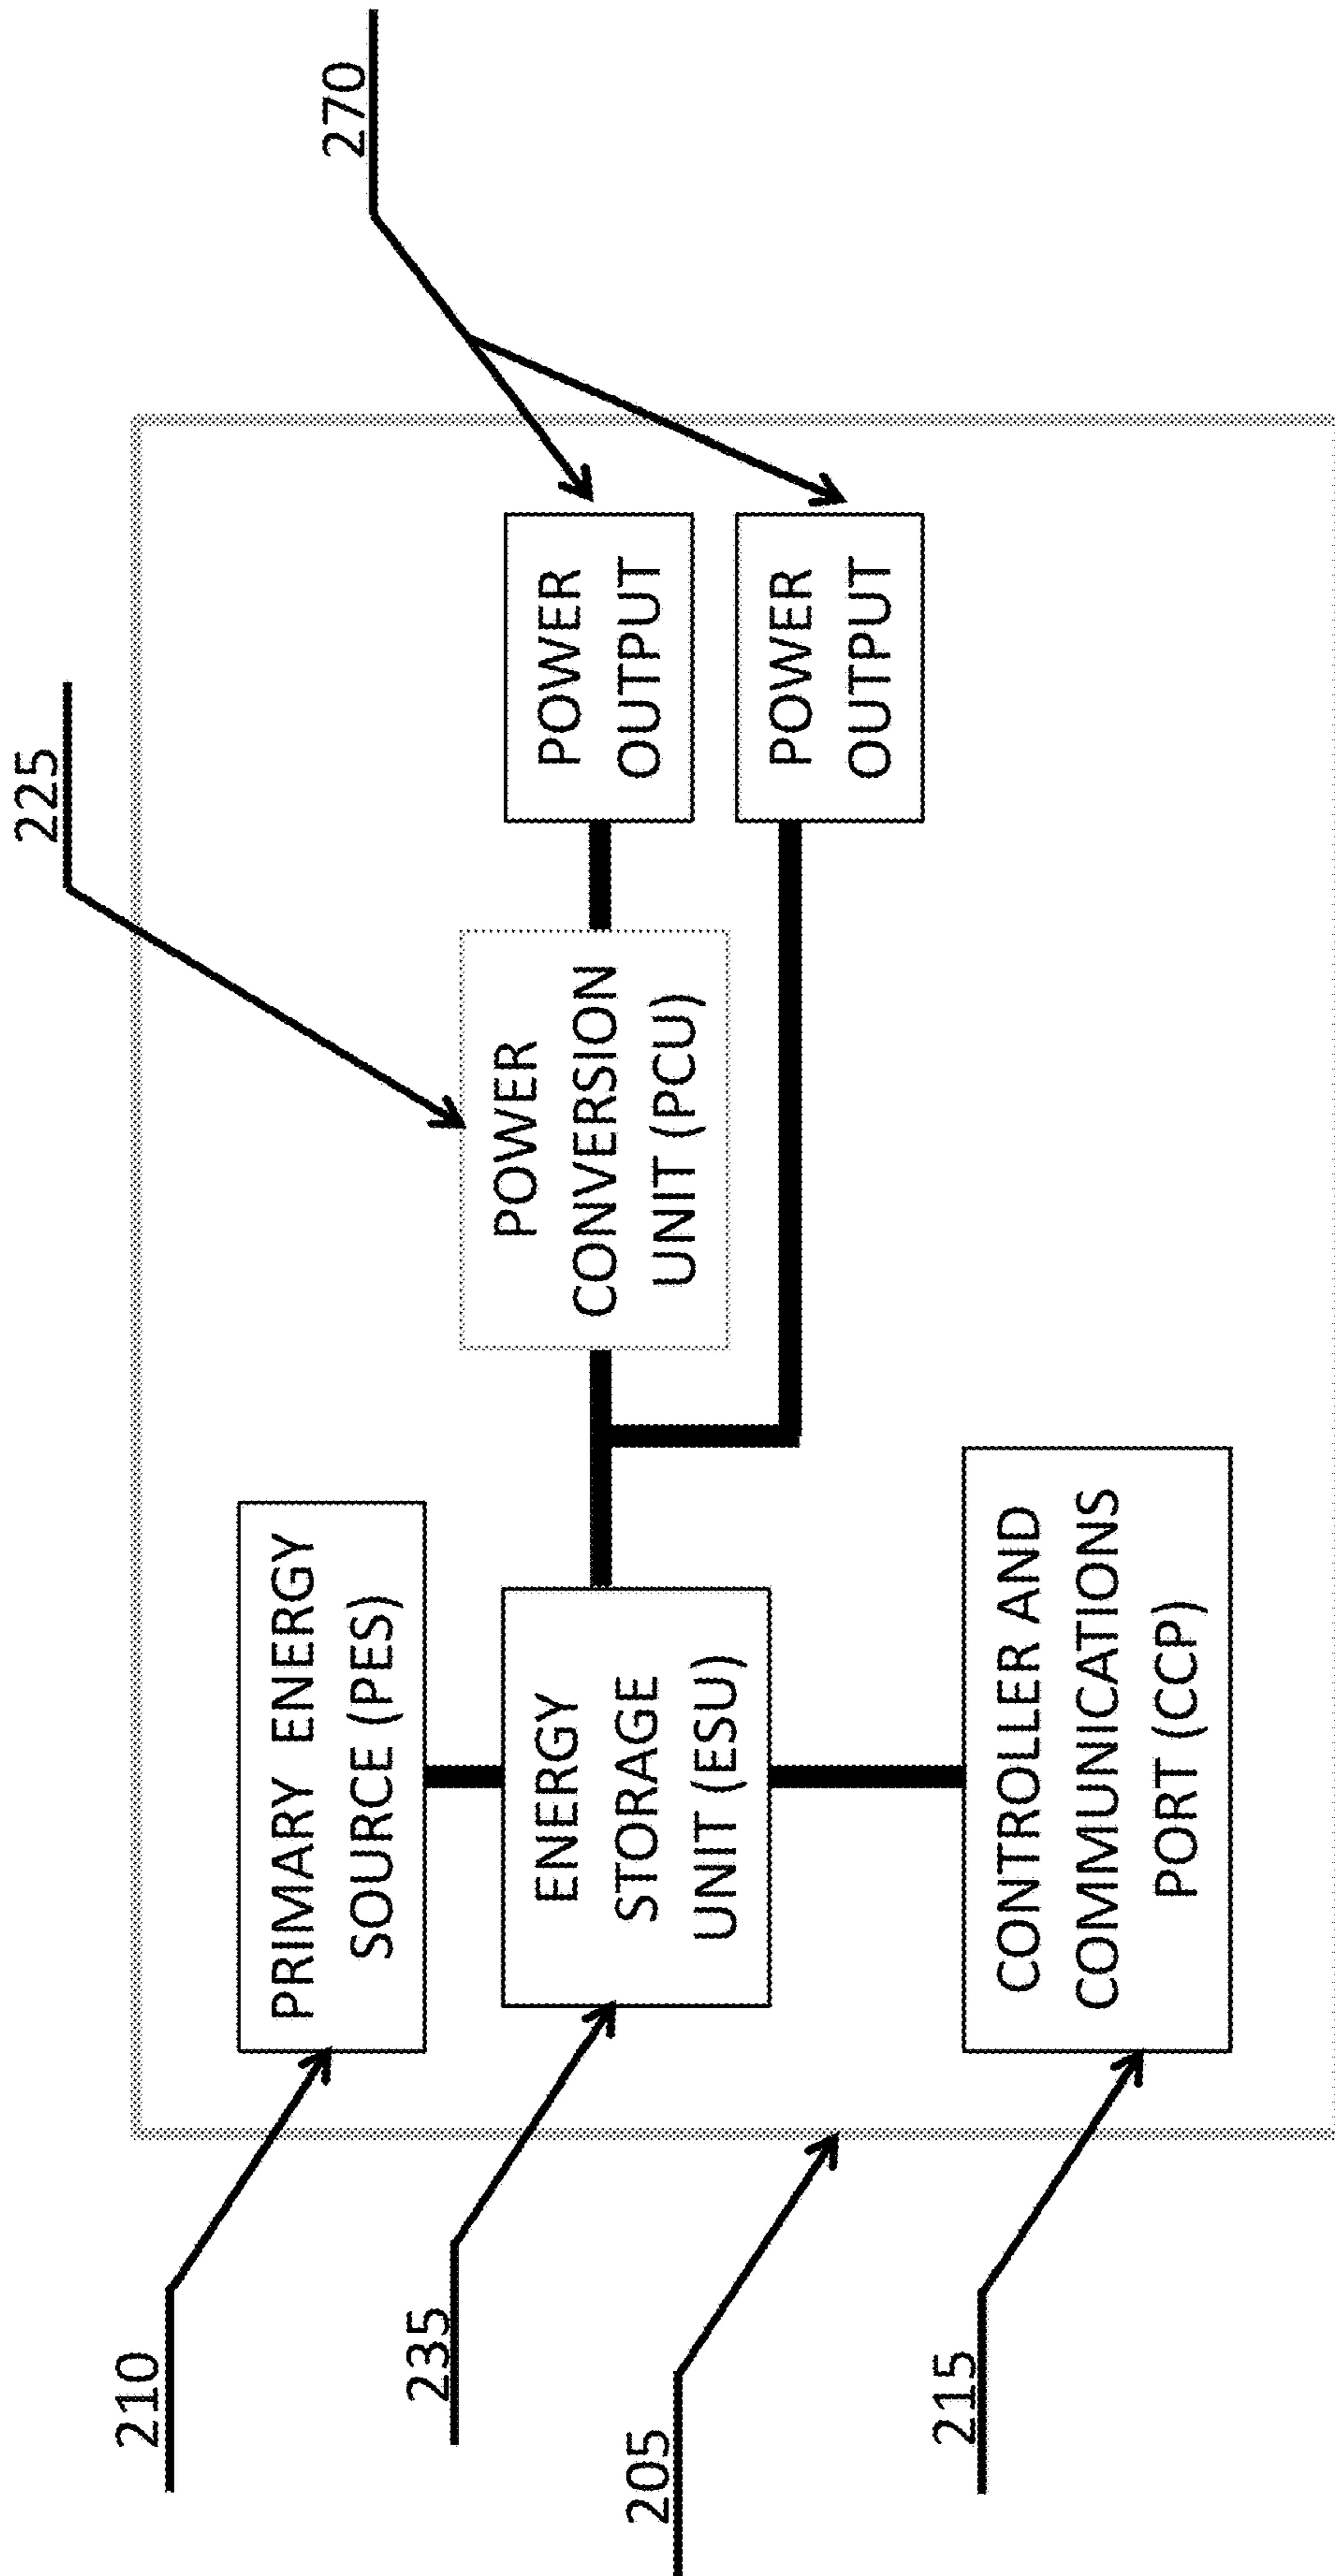 225
270
210
PRIMARY ENERGY
SOURCE (PES)
235
ENERGY
STORAGE
UNIT (ESU)
POWER
CONVERSION
UNIT (PCU)
POWER
OUTPUT
POWER
OUTPUT
205
215
CONTROLLER AND
COMMUNICATIONS
PORT (CCP)